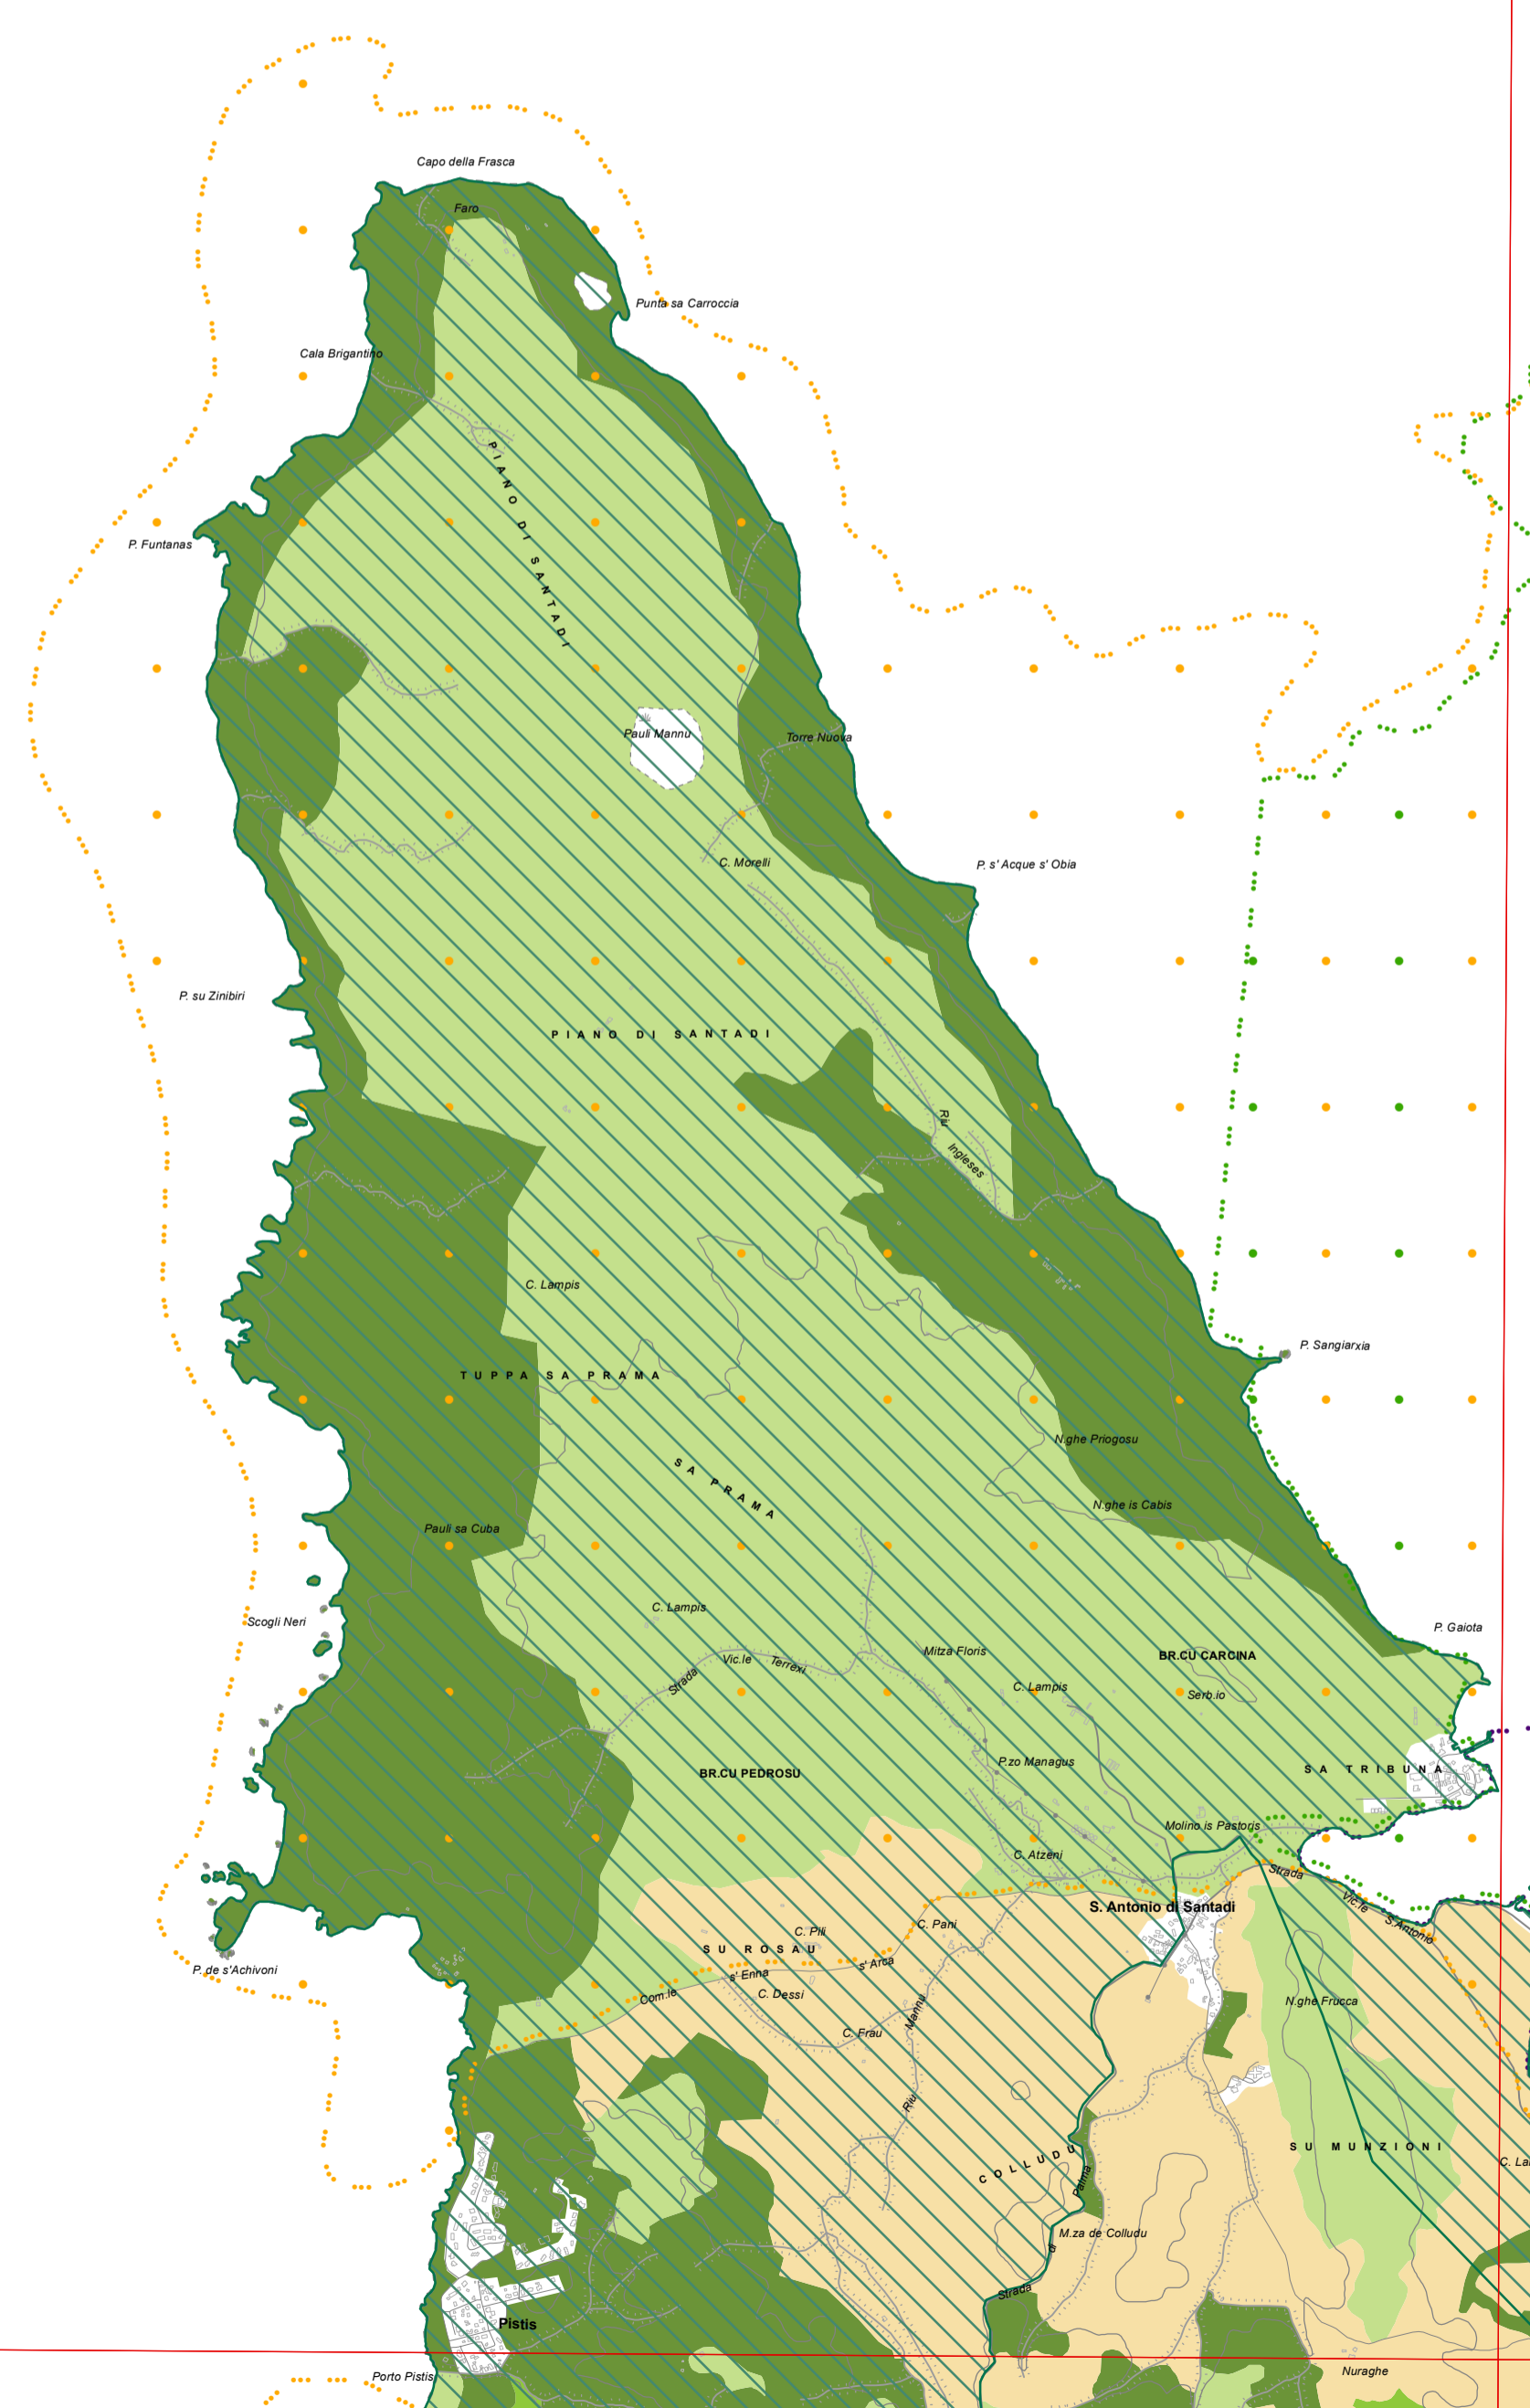 Capo della Frasca
Faro
Punta sa Carroccia
Cala Brigantino
PIANO DI SANTADI
P. Funtanas
Pauli Mannu
Torre Nuova
C. Morelli
P. s' Acque s' Obia
P. su Zinibiri
PIANO DI SANTADI
Riu
Ingleses
C. Lampis
P. Sangiarxia
TUPPA SA PRAMA
N.ghe Priogosu
SA PRAMA
N.ghe is Cabis
Pauli sa Cuba
C. Lampis
Scogli Neri
P. Gaiota
Mitza Floris
BR.CU CARCINA
Strada
Vic.le
Terrexi
C. Lampis
Serb.io
P.zo Managus
BR.CU PEDROSU
SA TRIBUNA
Molino is Pastoris
C. Atzeni
Strada
Vic.le
S.Antonio
S. Antonio di Santadi
C. Pani
C. Pili
SU ROSAU
s' Arca
P. de s'Achivoni
s' Enna
C. Dessi
Com.le
N.ghe Frucca
Mannu
C. Frau
Riu
SU MUNZIONI
COLLUDU
C. La
Palma
M.za de Colludu
di
Strada
Pistis
Nuraghe
Porto Pistis